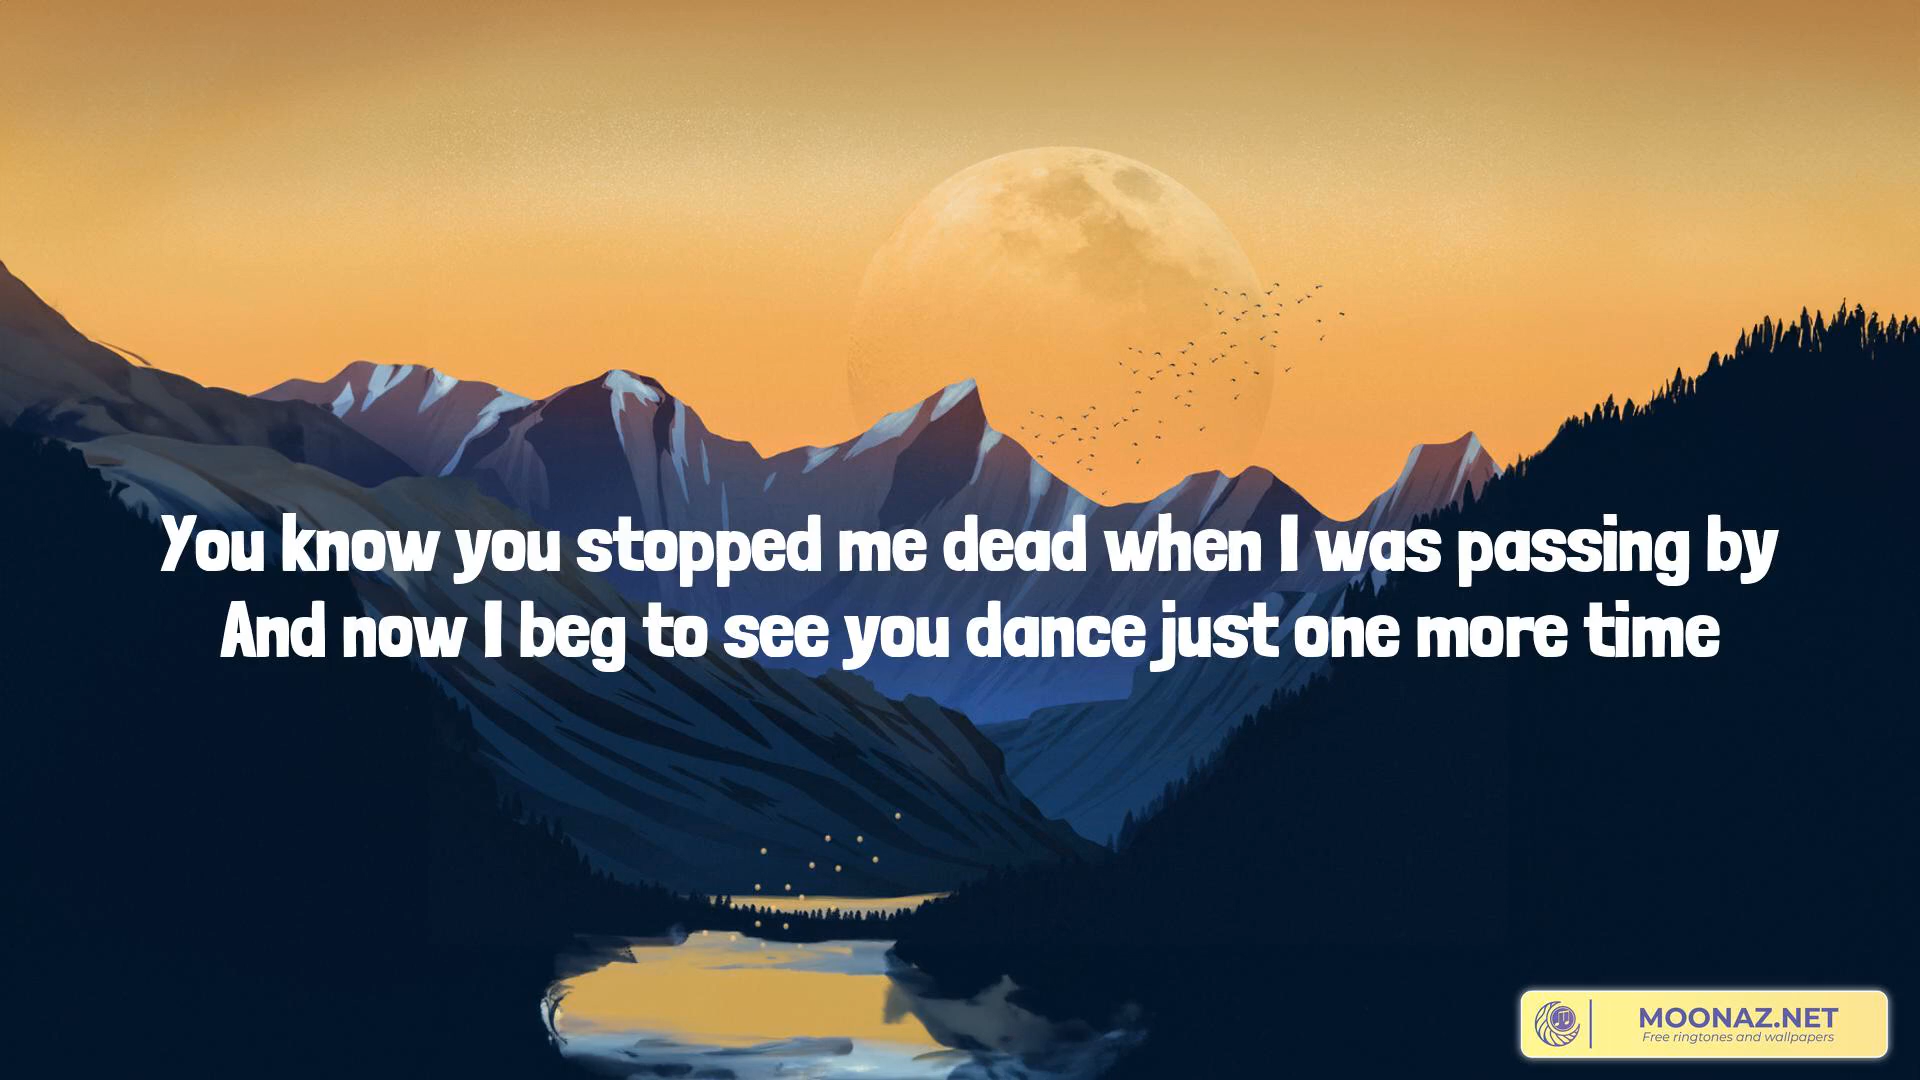 You know you stopped me dead when I was passing by
And now I beg to see you dance just one more time
MOONAZ.NET
Free ringtones and wallpapers